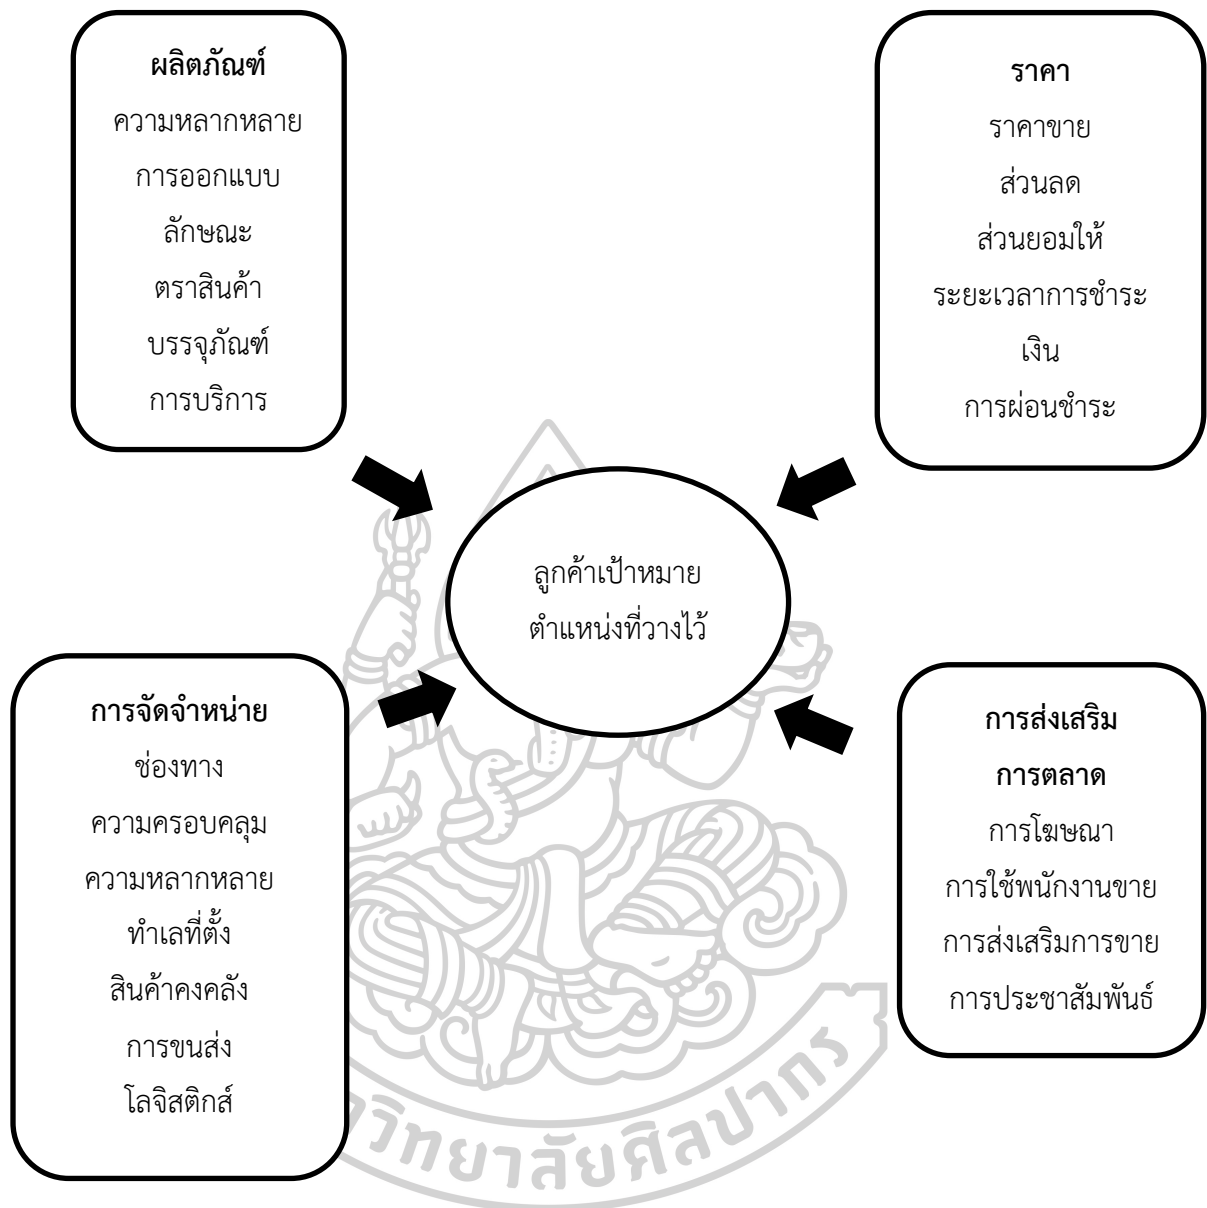 ผลิตภัณฑ์
ความหลากหลาย
การออกแบบ
ลักษณะ
ตราสินค้า
บรรจุภัณฑ์
การบริการ
ราคา
ราคาขาย
ส่วนลด
ส่วนยอมให้
ระยะเวลาการชำระ
เงิน
การผ่อนชำระ
ลูกค้าเป้าหมาย
ตำแหน่งที่วางไว้
การจัดจำหน่าย
ช่องทาง
ความครอบคลุม
ความหลากหลาย
ทำเลที่ตั้ง
สินค้าคงคลัง
การขนส่ง
โลจิสติกส์
การส่งเสริม
การตลาด
การโฆษณา
การใช้พนักงานขาย
การส่งเสริมการขาย
การประชาสัมพันธ์
วิทยาลัยศิลปากร